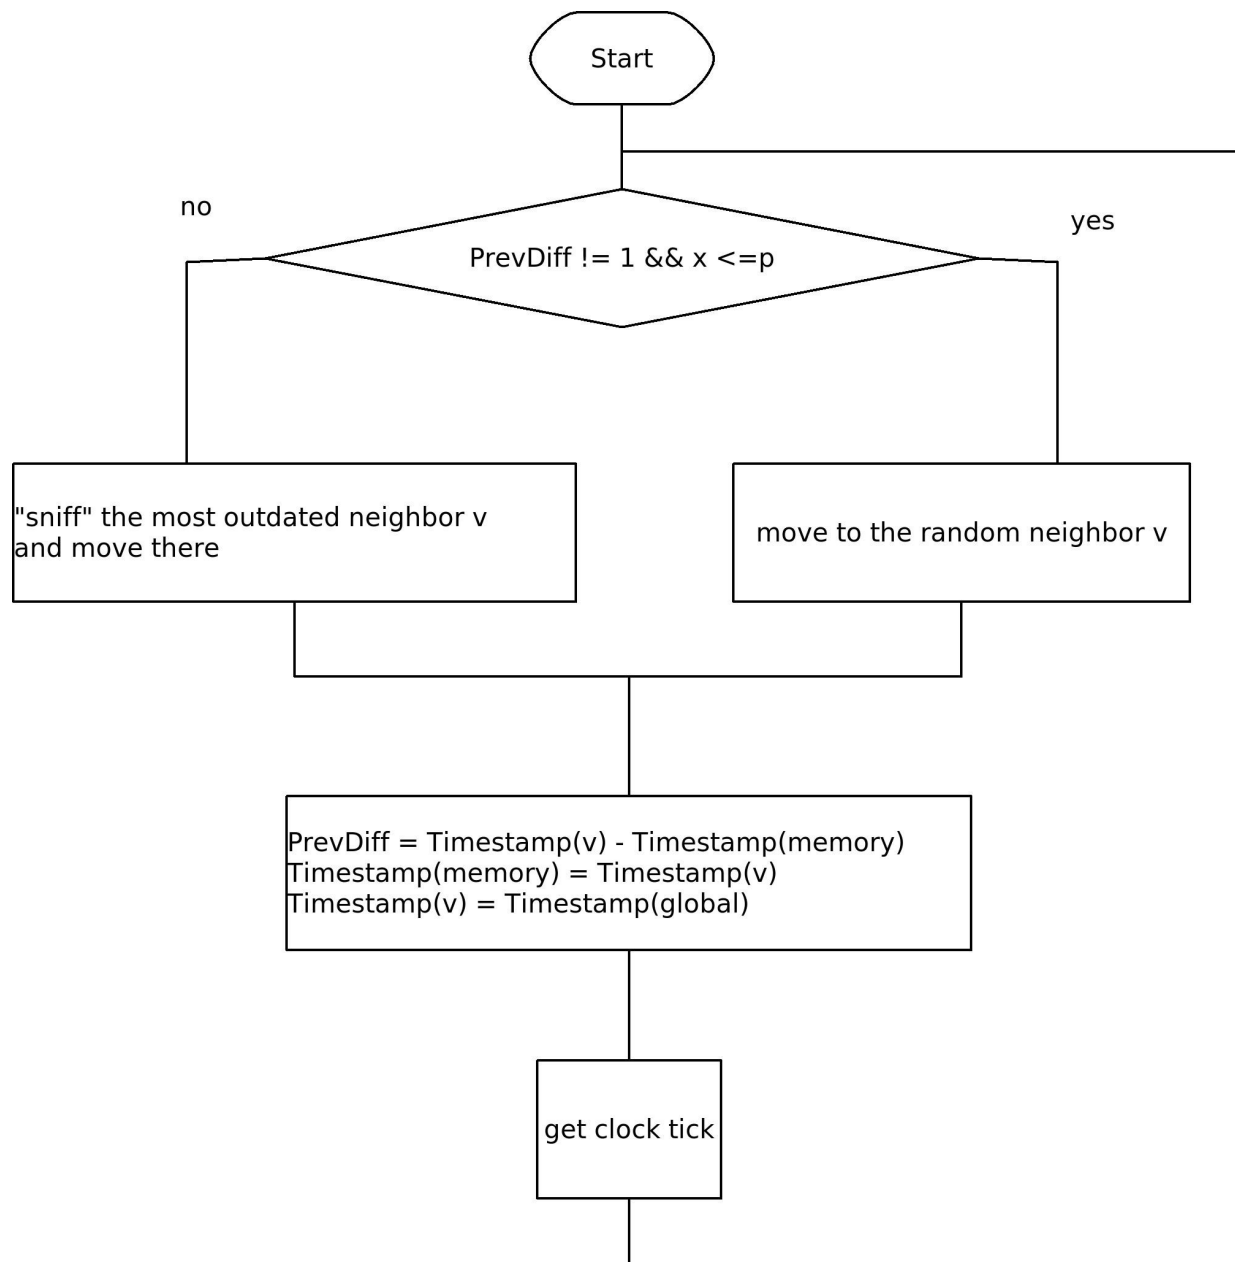 Start
no
yes
PrevDiff != 1 && x <=p
"sniff" the most outdated neighbor v
and move there
move to the random neighbor v
PrevDiff = Timestamp(v) - Timestamp(memory)
Timestamp(memory) = Timestamp(v)
Timestamp(v) = Timestamp(global)
get clock tick